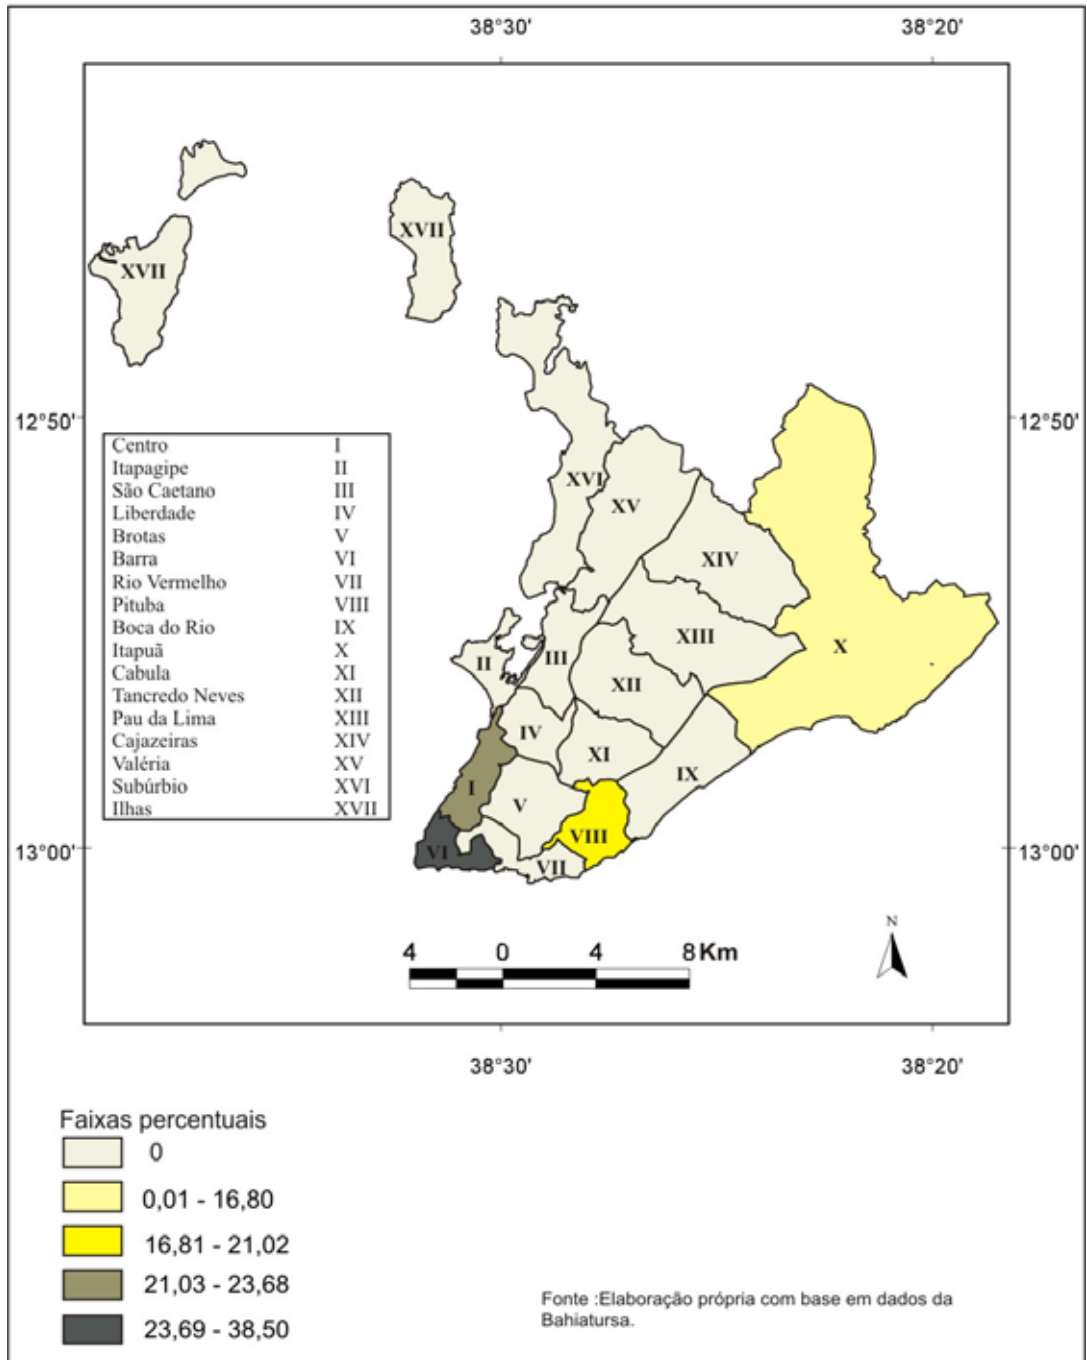 38°30' 38°20'
XVII
XVII
12°50' 12°50'
Centro I
Itapagipe II
São Caetano III
Liberdade IV
Brotas V
Barra VI
Rio Vermelho VII
Pituba VIII
Boca do Rio IX
Itapuã X
Cabula XI
Tancredo Neves XII
Pau da Lima XIII
Cajazeiras XIV
Valéria XV
Subúrbio XVI
Ilhas XVII
XVI
XV
XIV
XIII
X
II
III
XII
IV
XI
IX
I
V
VIII
VI
VII
13°00' 13°00'
N
4 0 4 8 Km
38°30' 38°20'
Faixas percentuais
0
0,01 - 16,80
16,81 - 21,02
21,03 - 23,68
23,69 - 38,50
Fonte :Elaboração própria com base em dados da
Bahiatursa.